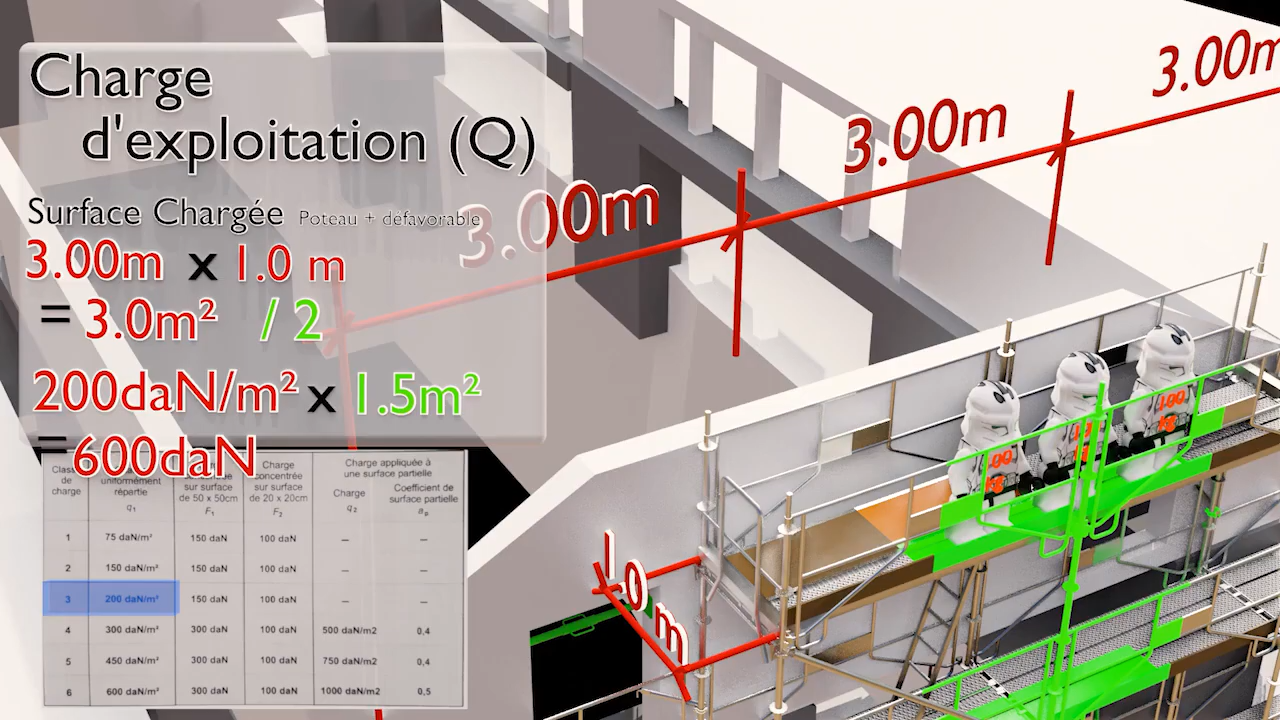 Charge
d'exploitation (Q)
Surface Chargée Poteau + défavorable
3.00m x 1.0 m
= 3.0m² / 2
200daN/m² x 1.5m²
= 600daN
3.00m
3.00m
3.00m
1.0 m
Classe de charge
uniformément répartie q₁
sur surface de 50 x 50cm F₁
Charge concentrée sur surface de 20 x 20cm F₂
Charge appliquée à une surface partielle
Charge q₂
Coefficient de surface partielle
1 75 daN/m² 150 daN 100 daN – –
2 150 daN/m² 150 daN 100 daN – –
3 200 daN/m² 150 daN 100 daN – –
4 300 daN/m² 300 daN 100 daN 500 daN/m2 0,4
5 450 daN/m² 300 daN 100 daN 750 daN/m2 0,4
6 600 daN/m² 300 daN 100 daN 1000 daN/m2 0,5